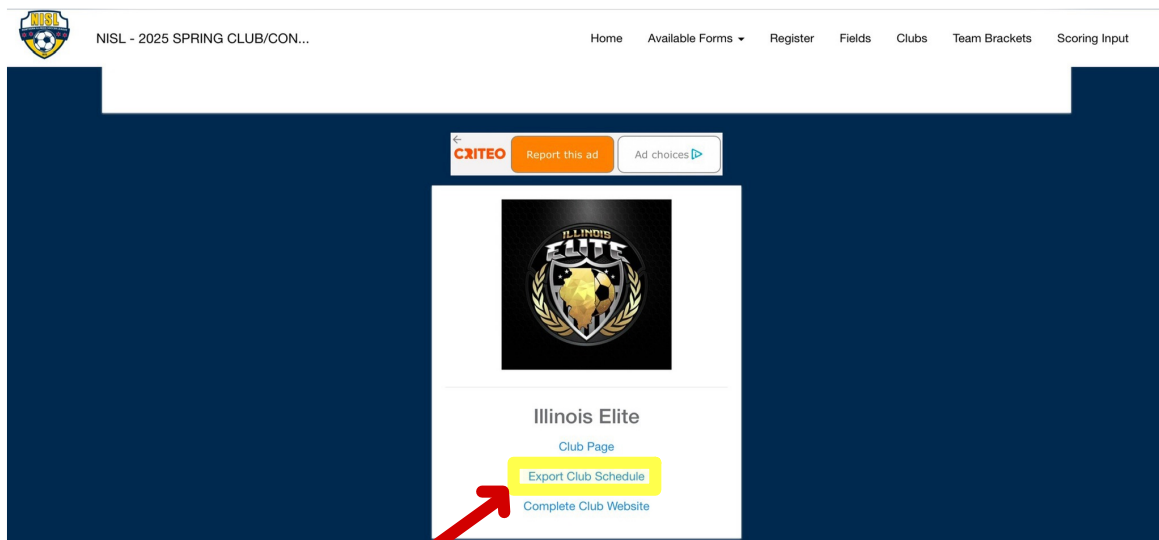 NISL
NISL - 2025 SPRING CLUB/CON...
Home Available Forms Register Fields Clubs Team Brackets Scoring Input
CRITEO Report this ad Ad choices
ILLINOIS
ELITE
Illinois Elite
Club Page
Export Club Schedule
Complete Club Website